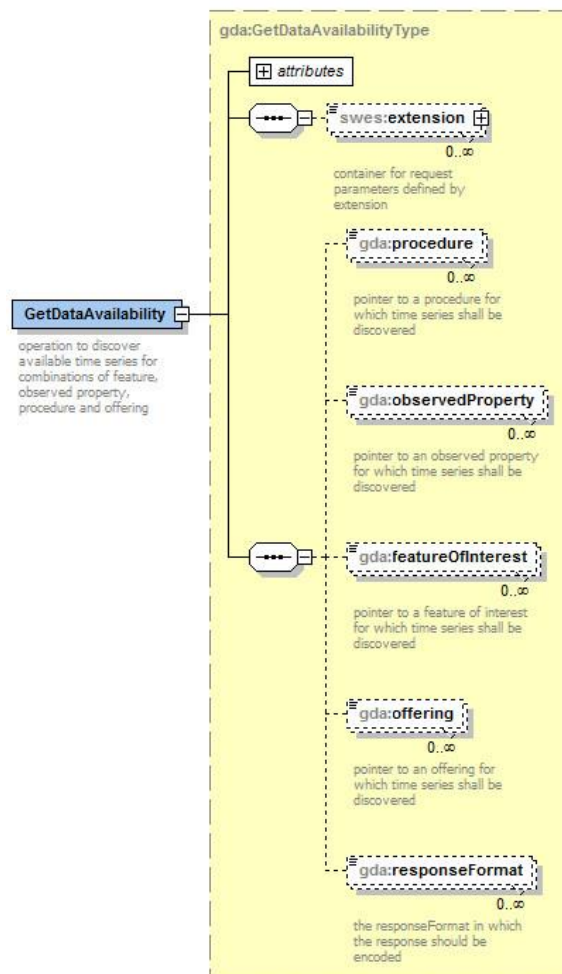 gda:GetDataAvailabilityType
attributes
swes:extension
0..∞
container for request
parameters defined by
extension
gda:procedure
0..∞
pointer to a procedure for
which time series shall be
discovered
GetDataAvailability
operation to discover
available time series for
combinations of feature,
observed property,
procedure and offering
gda:observedProperty
0..∞
pointer to an observed property
for which time series shall be
discovered
gda:featureOfInterest
0..∞
pointer to a feature of interest
for which time series shall be
discovered
gda:offering
0..∞
pointer to an offering for
which time series shall be
discovered
gda:responseFormat
0..∞
the responseFormat in which
the response should be
encoded